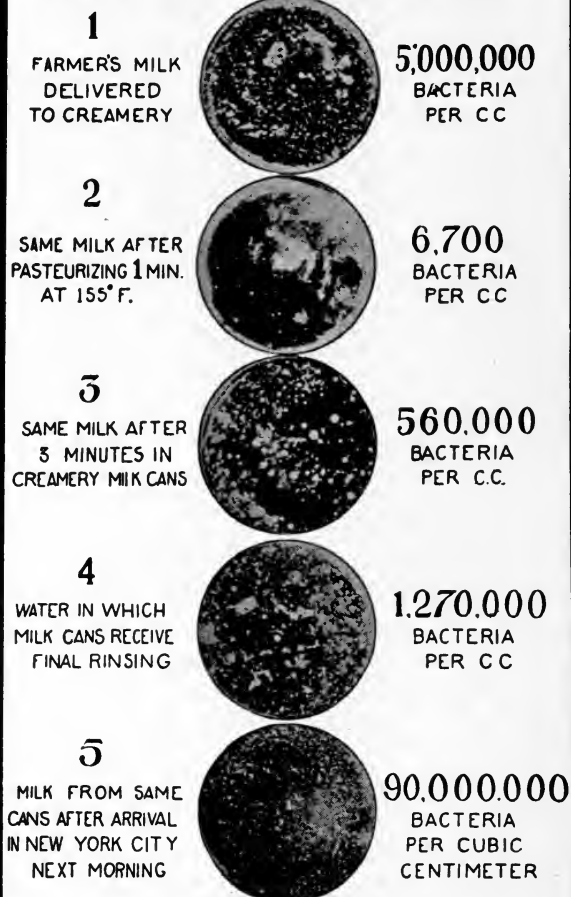 1
FARMER'S MILK
DELIVERED
TO CREAMERY
5,000,000
BACTERIA
PER CC
2
SAME MILK AFTER
PASTEURIZING 1 MIN.
AT 155° F.
6,700
BACTERIA
PER CC
3
SAME MILK AFTER
3 MINUTES IN
CREAMERY MILK CANS
560,000
BACTERIA
PER C.C.
4
WATER IN WHICH
MILK CANS RECEIVE
FINAL RINSING
1,270,000
BACTERIA
PER CC
5
MILK FROM SAME
CANS AFTER ARRIVAL
IN NEW YORK CITY
NEXT MORNING
90,000,000
BACTERIA
PER CUBIC
CENTIMETER